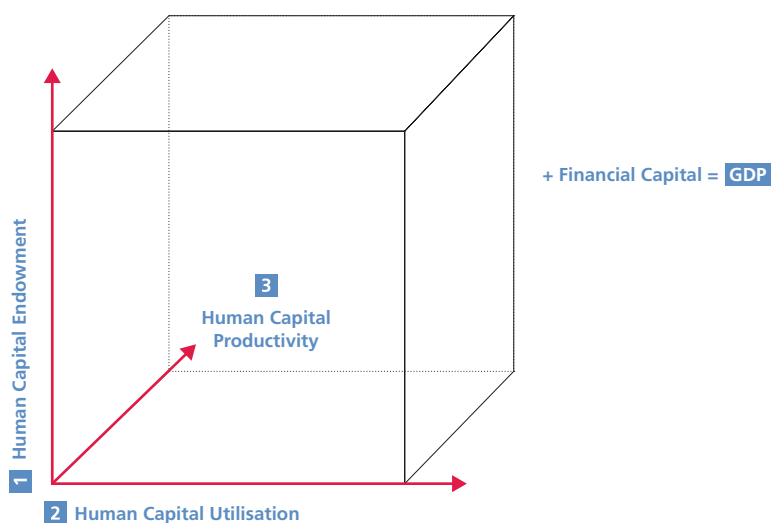 + Financial Capital = GDP
3
Human Capital
Productivity
1 Human Capital Endowment
2 Human Capital Utilisation